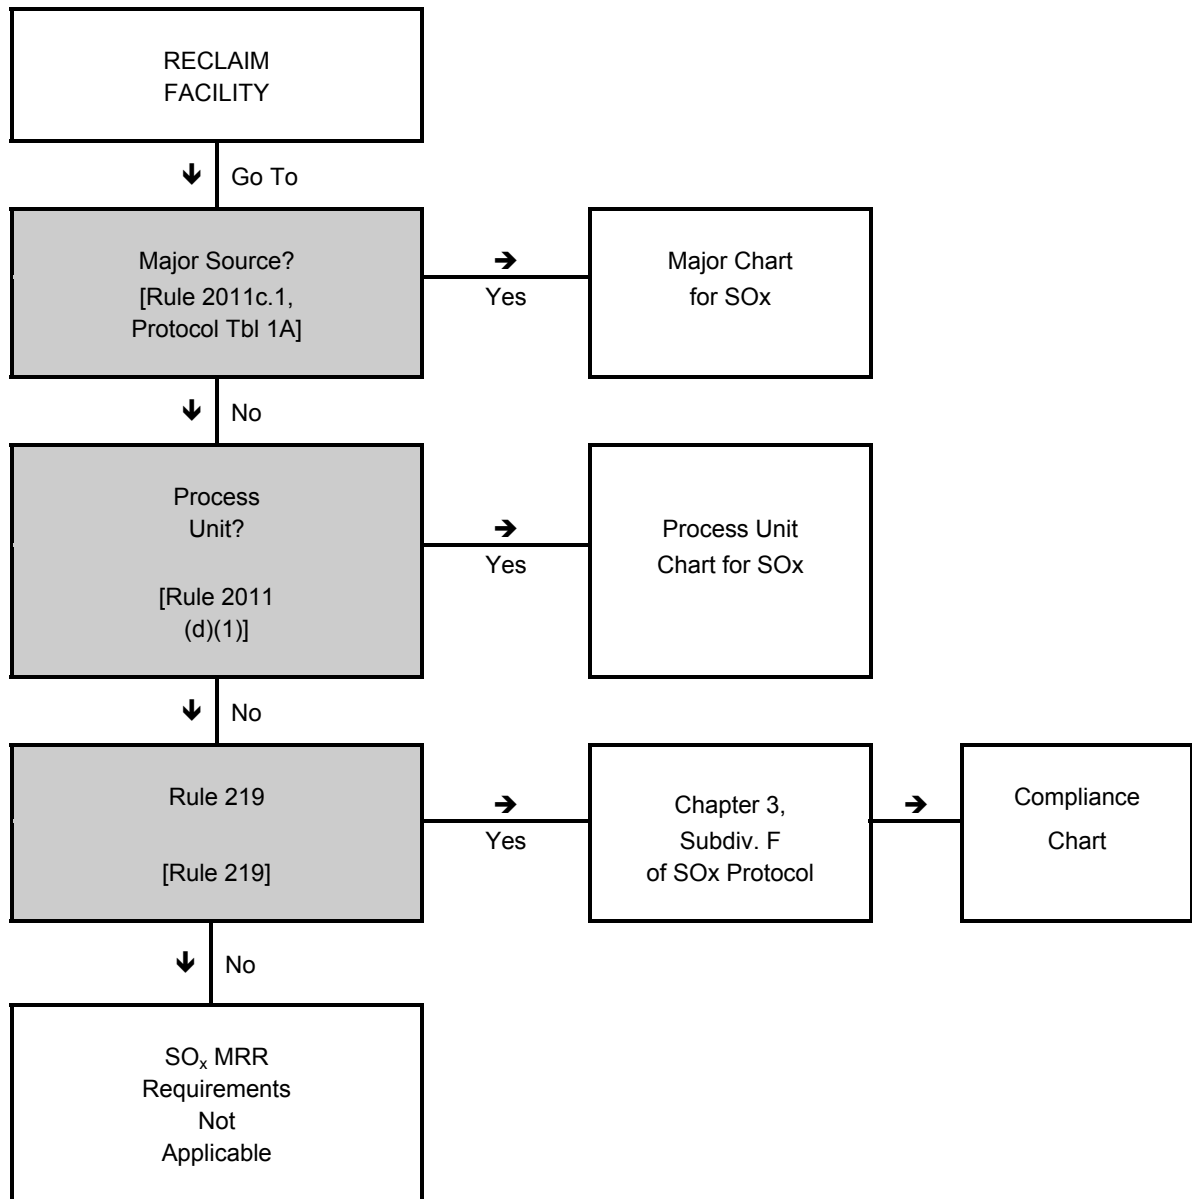 RECLAIM
FACILITY
Go To
Major Source?
[Rule 2011c.1,
Protocol Tbl 1A]
Yes
Major Chart
for SOx
No
Process
Unit?
[Rule 2011
(d)(1)]
Yes
Process Unit
Chart for SOx
No
Rule 219
[Rule 219]
Yes
Chapter 3,
Subdiv. F
of SOx Protocol
Compliance
Chart
No
SOₓ MRR
Requirements
Not
Applicable